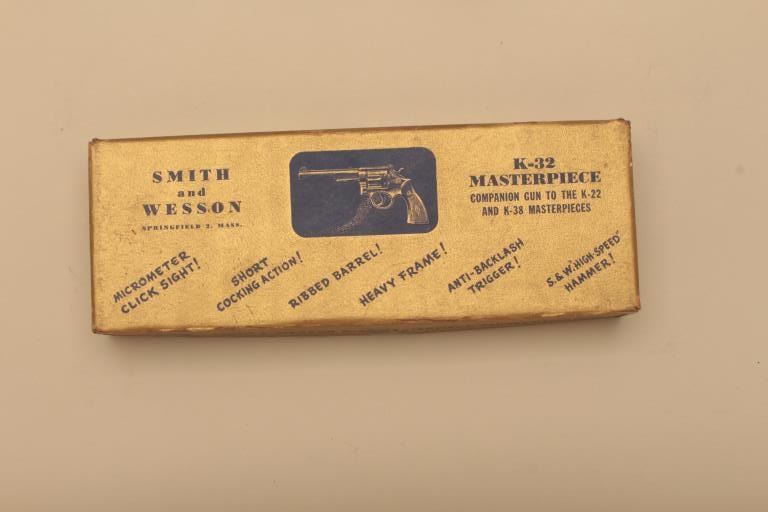 SMITH
and
WESSON
SPRINGFIELD 2, MASS.
K-32
MASTERPIECE
COMPANION GUN TO THE K-22
AND K-38 MASTERPIECES
MICROMETER
CLICK SIGHT!
SHORT
COCKING ACTION!
RIBBED BARREL!
HEAVY FRAME!
ANTI-BACKLASH
TRIGGER!
S.&W. "HIGH-SPEED"
HAMMER!